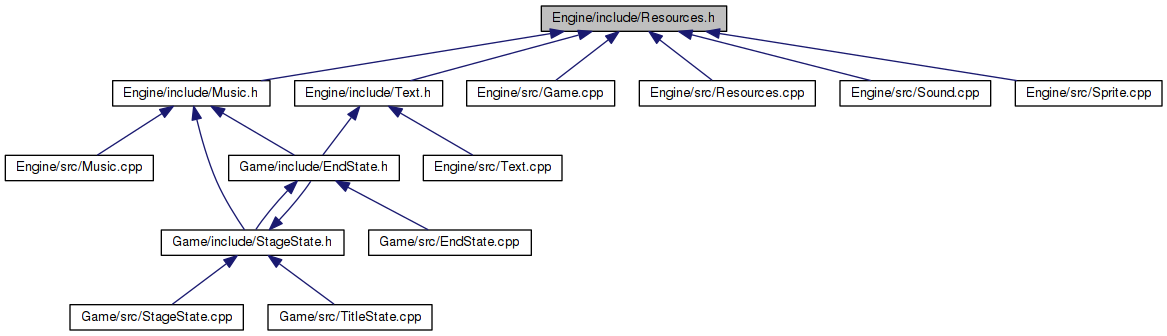 Engine/include/Resources.h
Engine/include/Music.h
Engine/include/Text.h
Engine/src/Game.cpp
Engine/src/Resources.cpp
Engine/src/Sound.cpp
Engine/src/Sprite.cpp
Engine/src/Music.cpp
Game/include/EndState.h
Engine/src/Text.cpp
Game/include/StageState.h
Game/src/EndState.cpp
Game/src/StageState.cpp
Game/src/TitleState.cpp